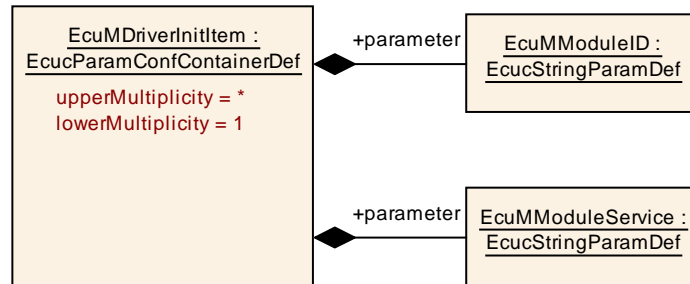 EcuMDriverInitItem :
EcucParamConfContainerDef
upperMultiplicity = *
lowerMultiplicity = 1
+parameter
EcuMModuleID :
EcucStringParamDef
+parameter
EcuMModuleService :
EcucStringParamDef